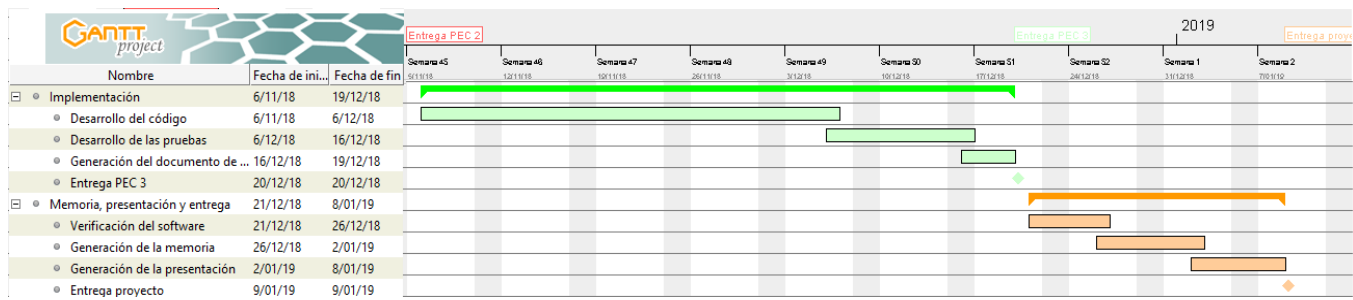 GANTT
project
Entrega PEC 2
Entrega PEC 3
2019
Entrega proye
Semana 45 Semana 46 Semana 47 Semana 48 Semana 49 Semana 50 Semana 51 Semana 52 Semana 1 Semana 2
5/11/18 12/11/18 19/11/18 26/11/18 3/12/18 10/12/18 17/12/18 24/12/18 31/12/18 7/01/19
Nombre Fecha de ini... Fecha de fin
Implementación 6/11/18 19/12/18
Desarrollo del código 6/11/18 6/12/18
Desarrollo de las pruebas 6/12/18 16/12/18
Generación del documento de ... 16/12/18 19/12/18
Entrega PEC 3 20/12/18 20/12/18
Memoria, presentación y entrega 21/12/18 8/01/19
Verificación del software 21/12/18 26/12/18
Generación de la memoria 26/12/18 2/01/19
Generación de la presentación 2/01/19 8/01/19
Entrega proyecto 9/01/19 9/01/19